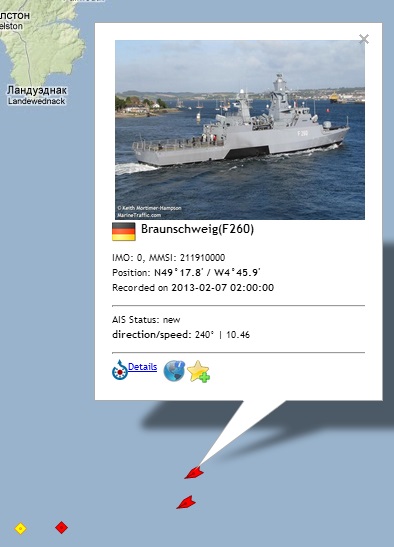 лстон
elston
Ландуэднак
Landewednack
F 260
© Keith Mortimer-Hampson
MarineTraffic.com
Braunschweig(F260)
IMO: 0, MMSI: 211910000
Position: N49°17.8' / W4°45.9'
Recorded on 2013-02-07 02:00:00
AIS Status: new
direction/speed: 240° | 10.46
Details